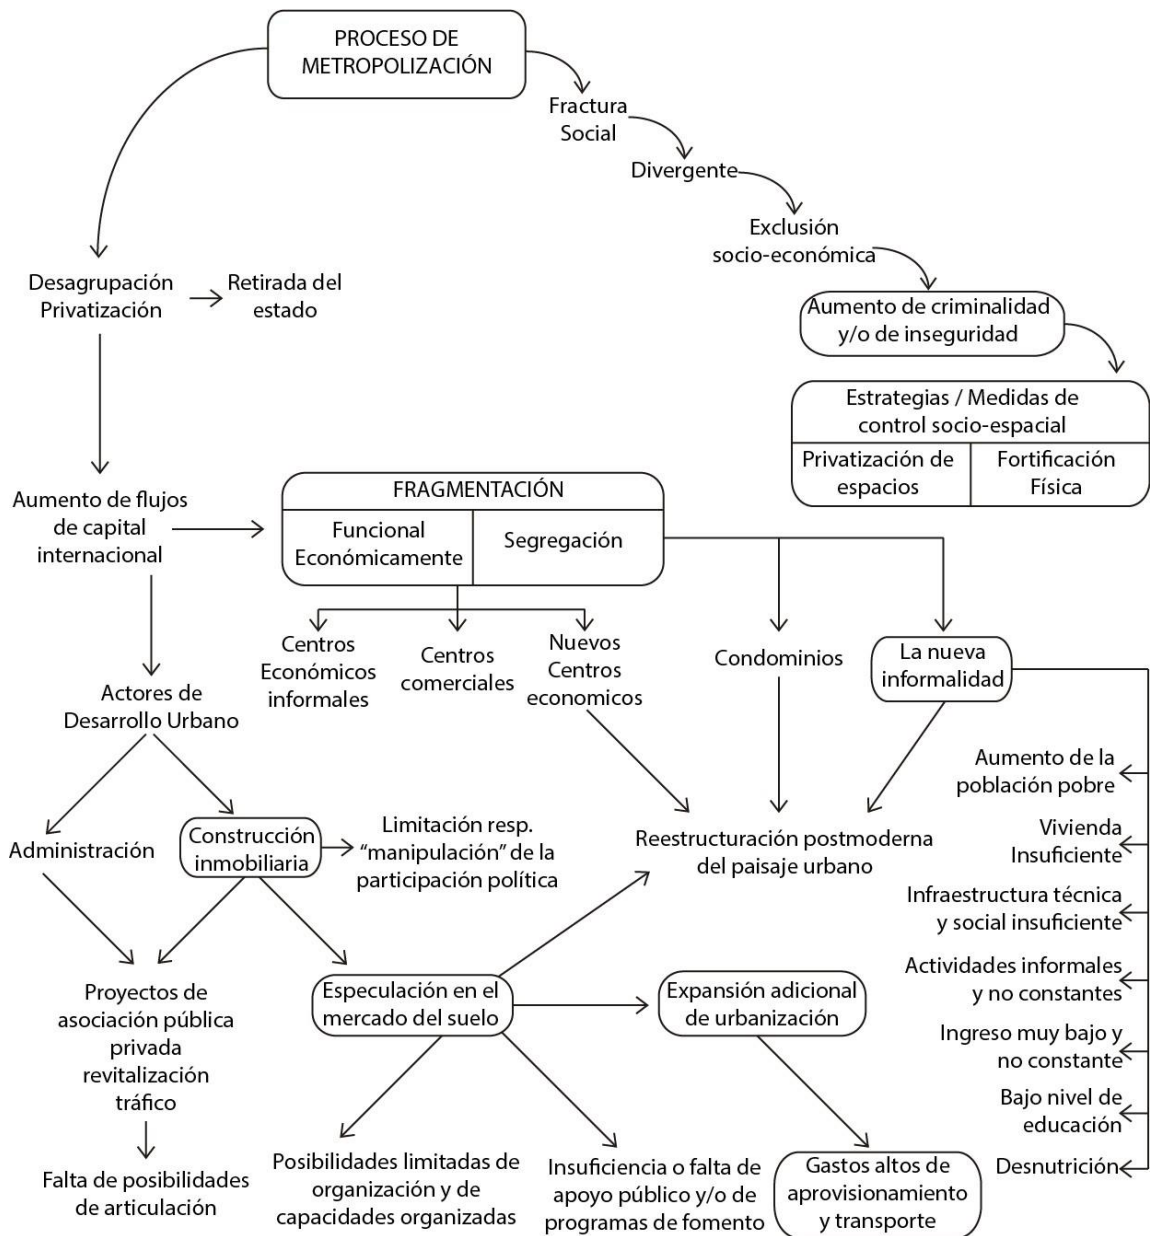 PROCESO DE
METROPOLIZACIÓN
Fractura
Social
Divergente
Exclusión
socio-económica
Aumento de criminalidad
y/o de inseguridad
Estrategias / Medidas de
control socio-espacial
Privatización de
espacios
Fortificación
Física
Desagrupación
Privatización
Retirada del
estado
Aumento de flujos
de capital
internacional
FRAGMENTACIÓN
Funcional
Económicamente
Segregación
Centros
Económicos
informales
Centros
comerciales
Nuevos
Centros
economicos
Condominios
La nueva
informalidad
Actores de
Desarrollo Urbano
Administración
Construcción
inmobiliaria
Limitación resp.
“manipulación” de la
participación política
Reestructuración postmoderna
del paisaje urbano
Aumento de la
población pobre
Vivienda
Insuficiente
Infraestructura técnica
y social insuficiente
Actividades informales
y no constantes
Ingreso muy bajo y
no constante
Bajo nivel de
educación
Desnutrición
Proyectos de
asociación pública
privada
revitalización
tráfico
Especulación en el
mercado del suelo
Expansión adicional
de urbanización
Falta de posibilidades
de articulación
Posibilidades limitadas de
organización y de
capacidades organizadas
Insuficiencia o falta de
apoyo público y/o de
programas de fomento
Gastos altos de
aprovisionamiento
y transporte